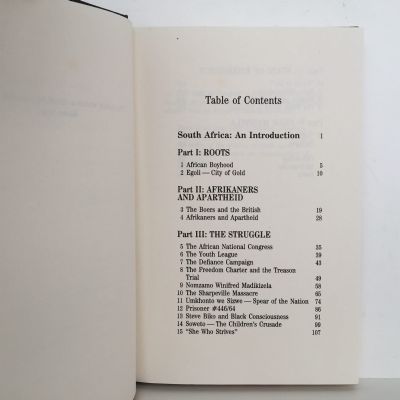 Table of Contents
South Africa: An Introduction 1
Part I: ROOTS
1 African Boyhood 5
2 Egoli — City of Gold 10
Part II: AFRIKANERS
AND APARTHEID
3 The Boers and the British 19
4 Afrikaners and Apartheid 28
Part III: THE STRUGGLE
5 The African National Congress 35
6 The Youth League 39
7 The Defiance Campaign 43
8 The Freedom Charter and the Treason
Trial 49
9 Nomzamo Winifred Madikizela 58
10 The Sharpeville Massacre 65
11 Umkhonto we Sizwe — Spear of the Nation 74
12 Prisoner #446/64 86
13 Steve Biko and Black Consciousness 91
14 Soweto — The Children's Crusade 99
15 "She Who Strives" 107